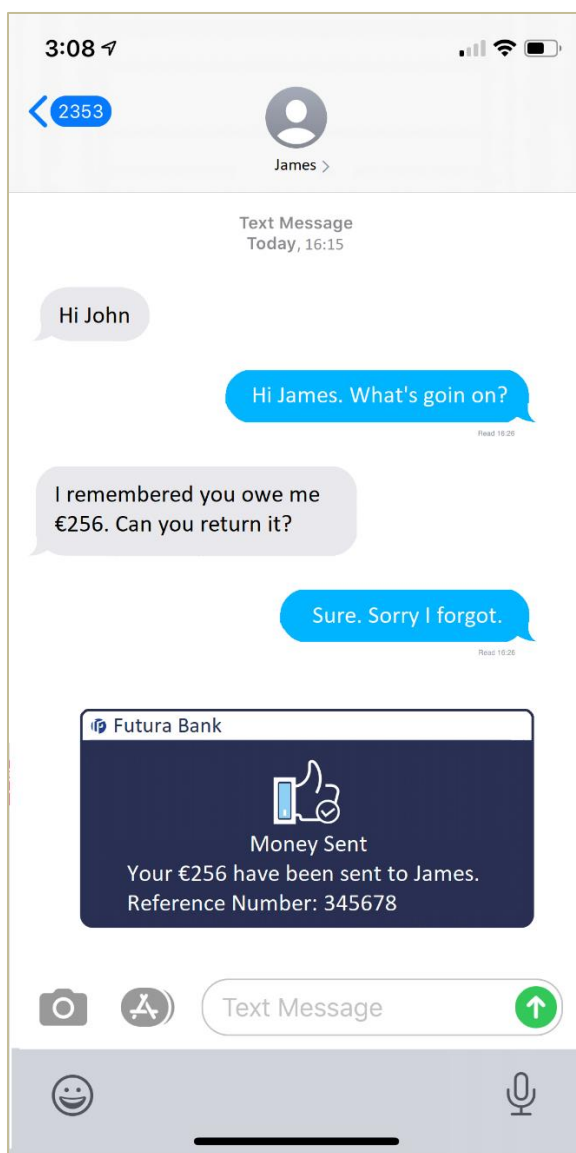 3:08
2353
James >
Text Message
Today, 16:15
Hi John
Hi James. What's goin on?
Read 16:26
I remembered you owe me
€256. Can you return it?
Sure. Sorry I forgot.
Read 16:26
Futura Bank
Money Sent
Your €256 have been sent to James.
Reference Number: 345678
Text Message